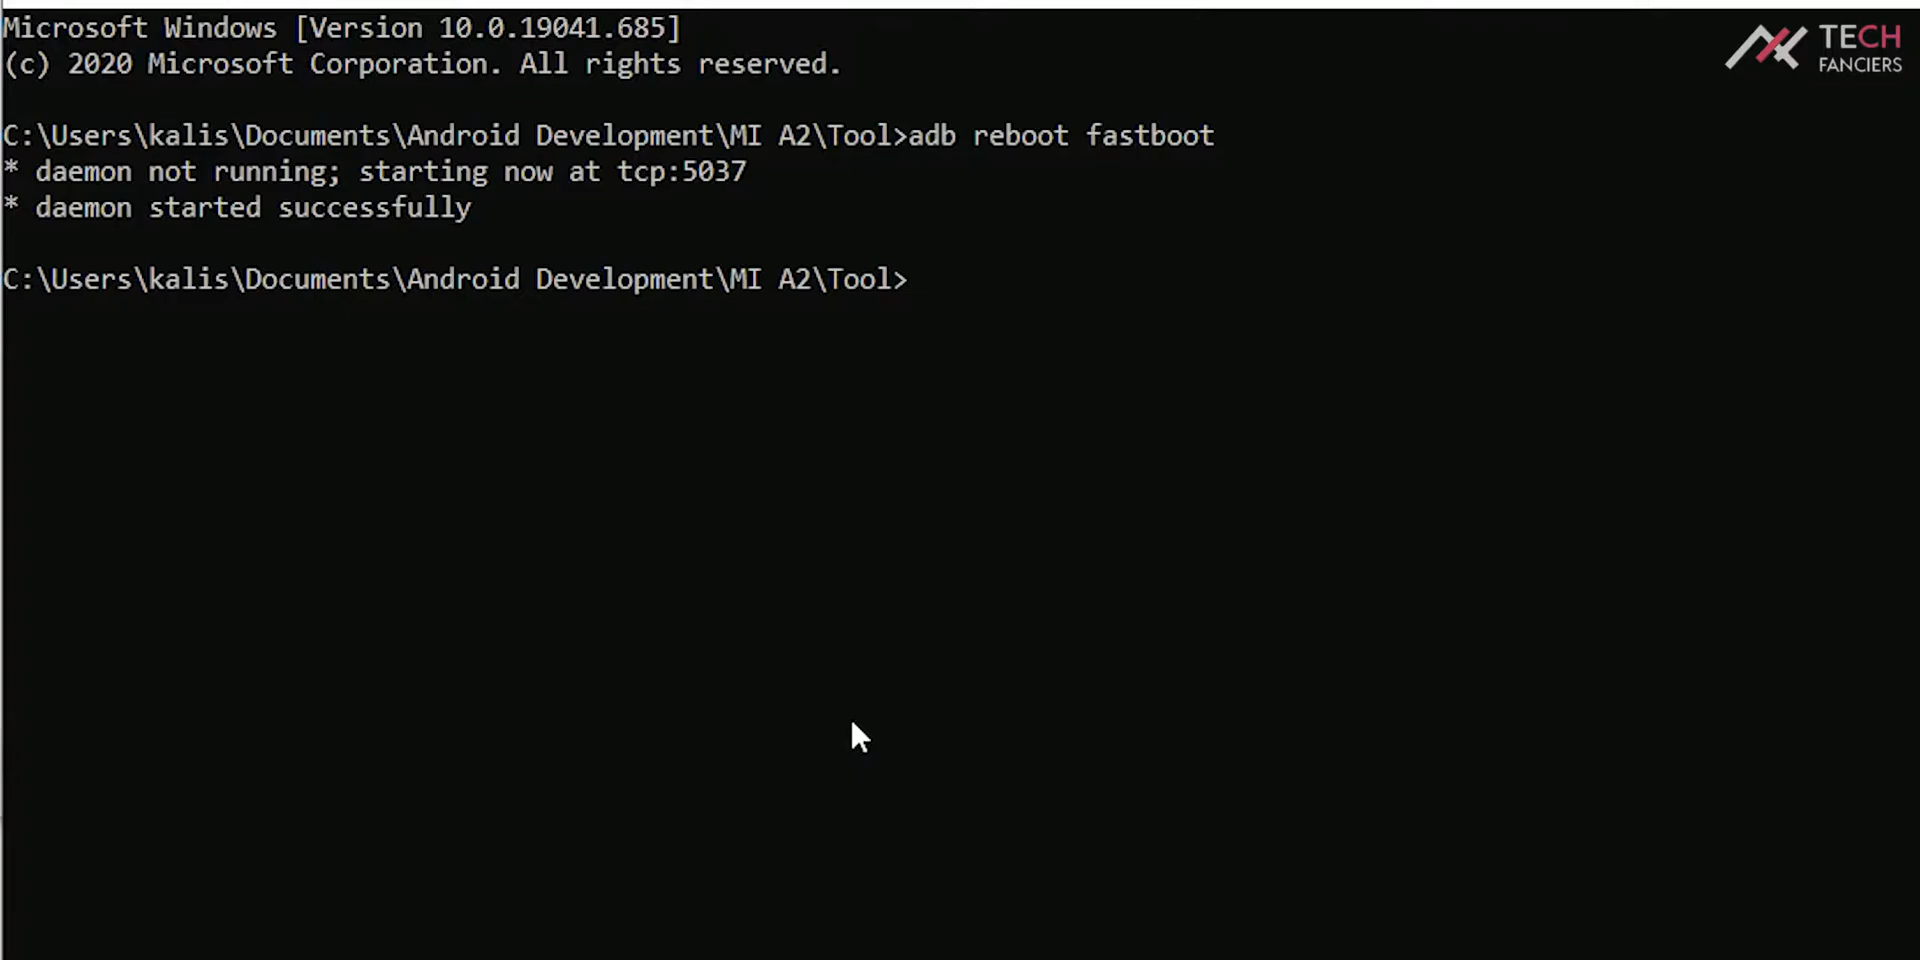 Microsoft Windows [Version 10.0.19041.685]
(c) 2020 Microsoft Corporation. All rights reserved.
C:\Users\kalis\Documents\Android Development\MI A2\Tool>adb reboot fastboot
* daemon not running; starting now at tcp:5037
* daemon started successfully
C:\Users\kalis\Documents\Android Development\MI A2\Tool>
TECH
FANCIERS